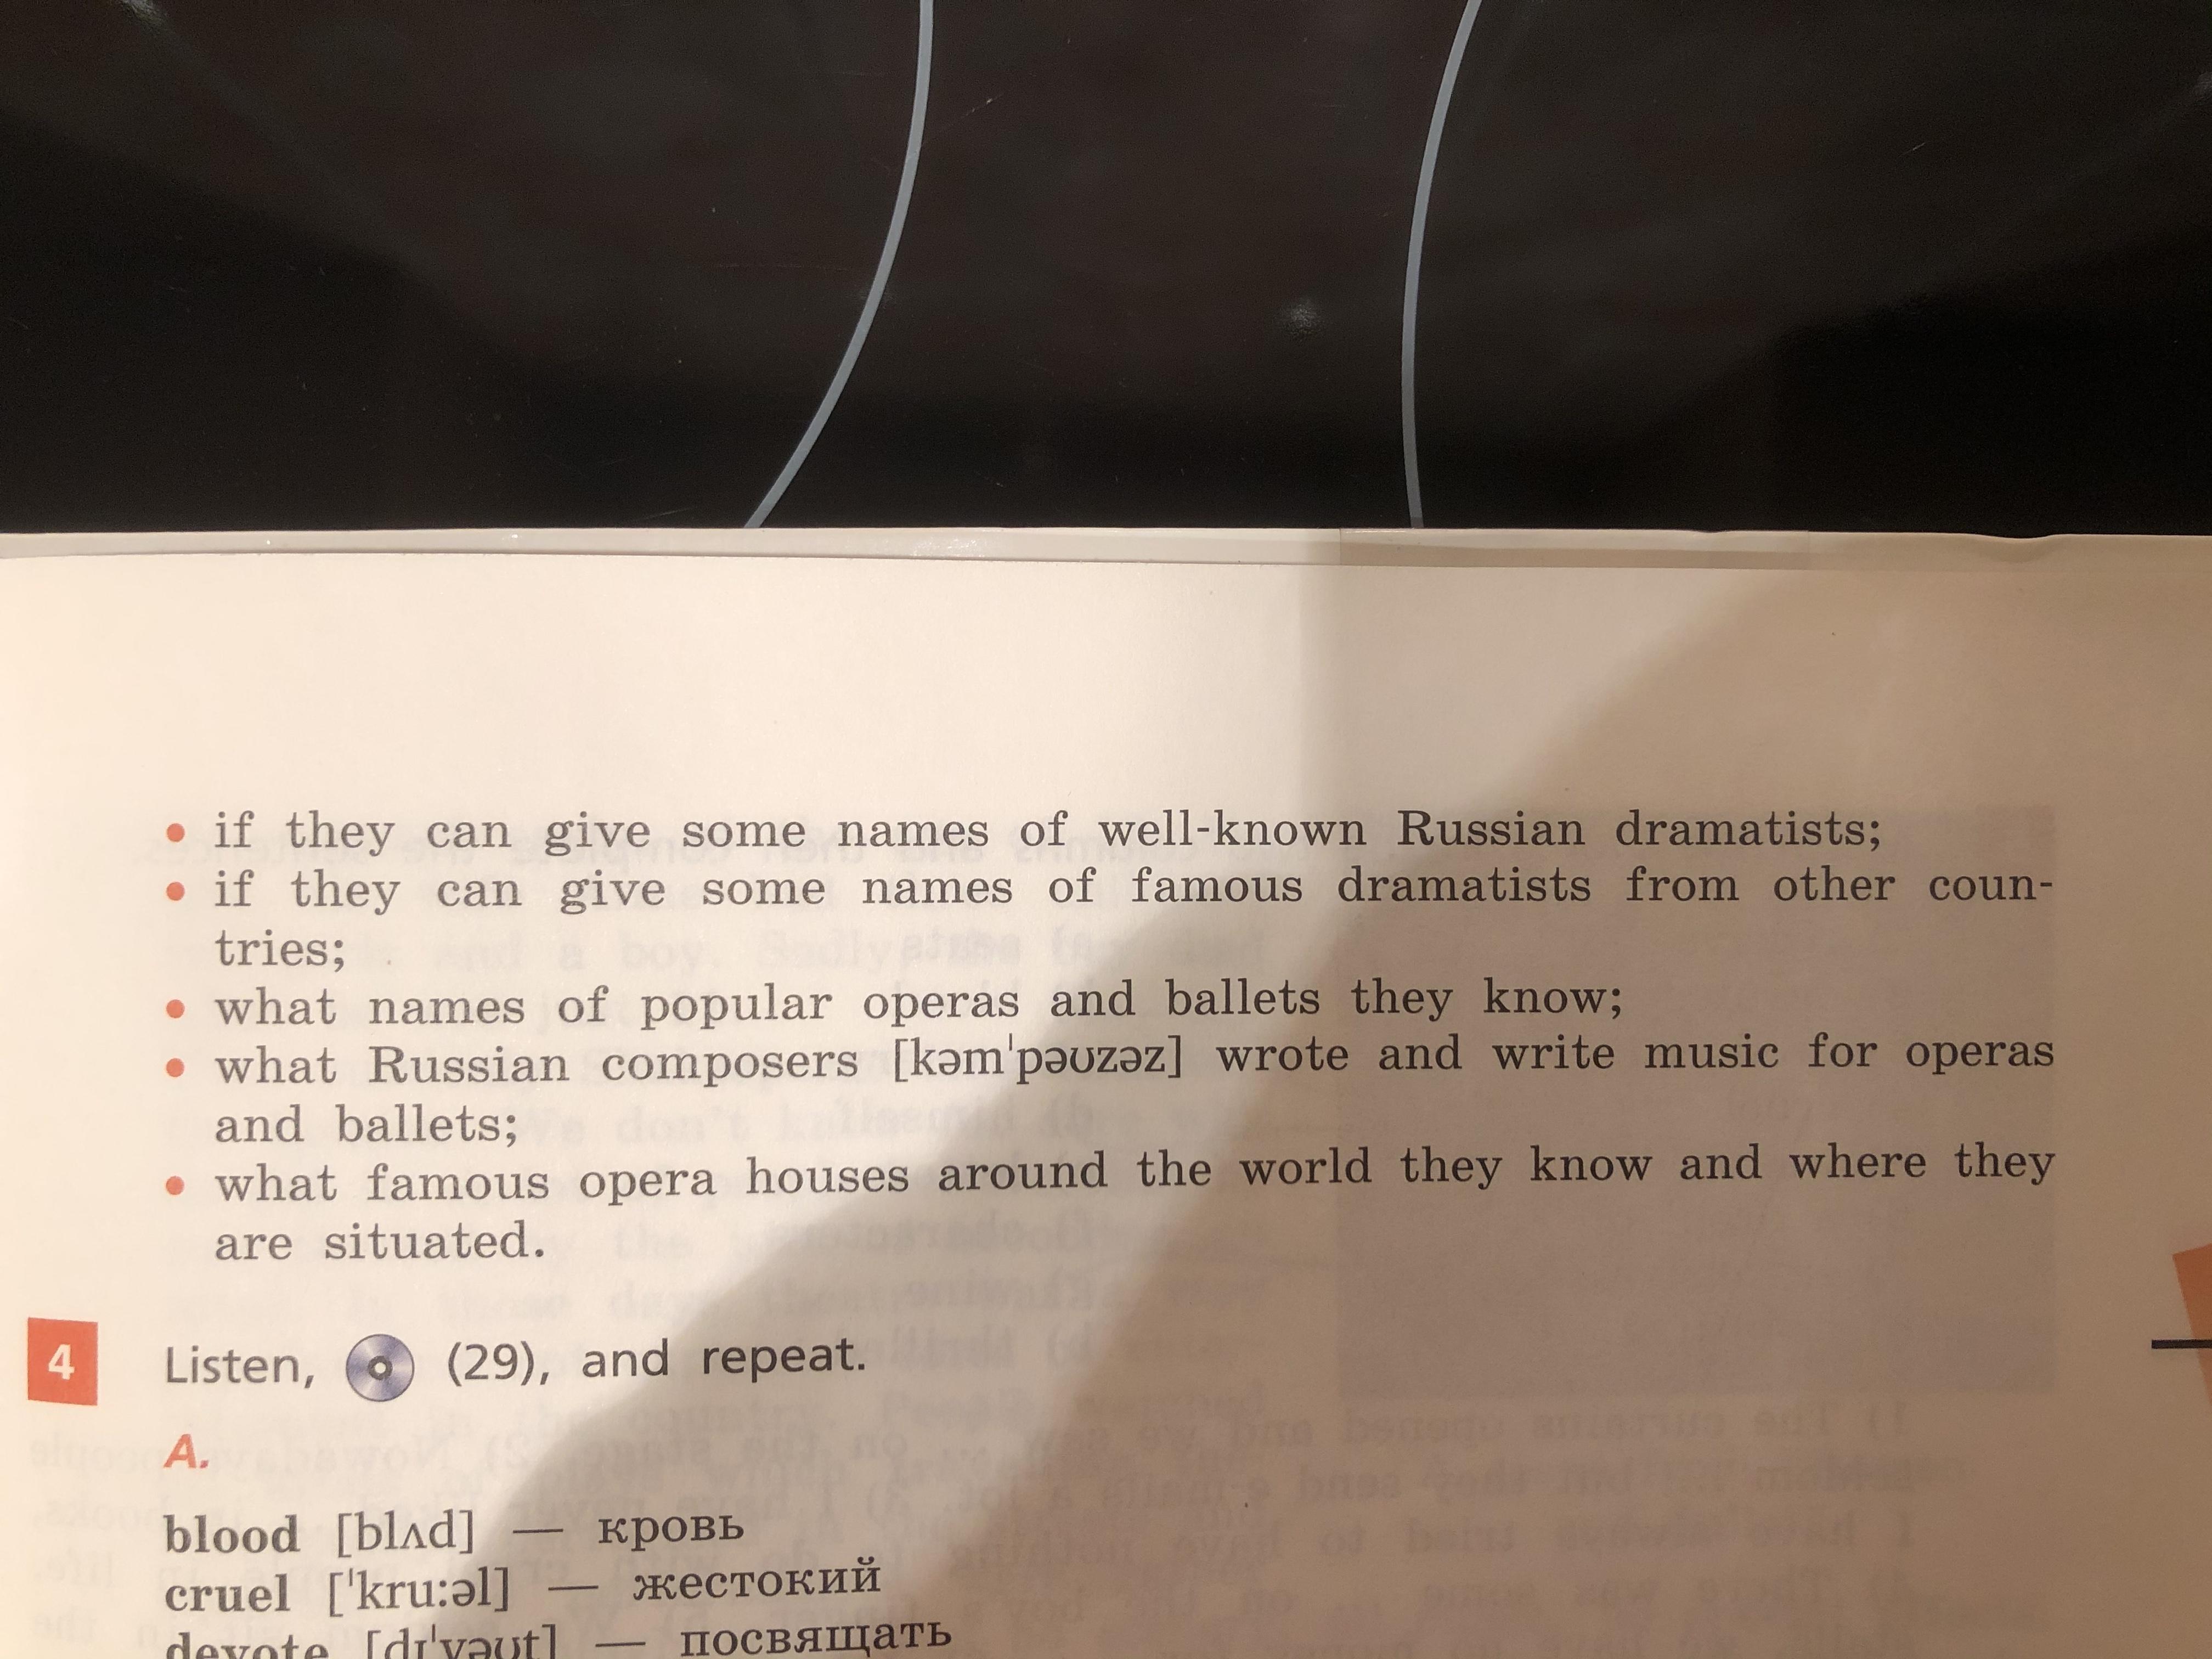 • if they can give some names of well-known Russian dramatists;
• if they can give some names of famous dramatists from other coun-
tries;
• what names of popular operas and ballets they know;
• what Russian composers [kəmˈpəʊzəz] wrote and write music for operas
and ballets;
• what famous opera houses around the world they know and where they
are situated.
4 Listen, (29), and repeat.
A.
blood [blʌd] — кровь
cruel [ˈkru:əl] — жестокий
devote [dɪˈvəʊt] — посвящать